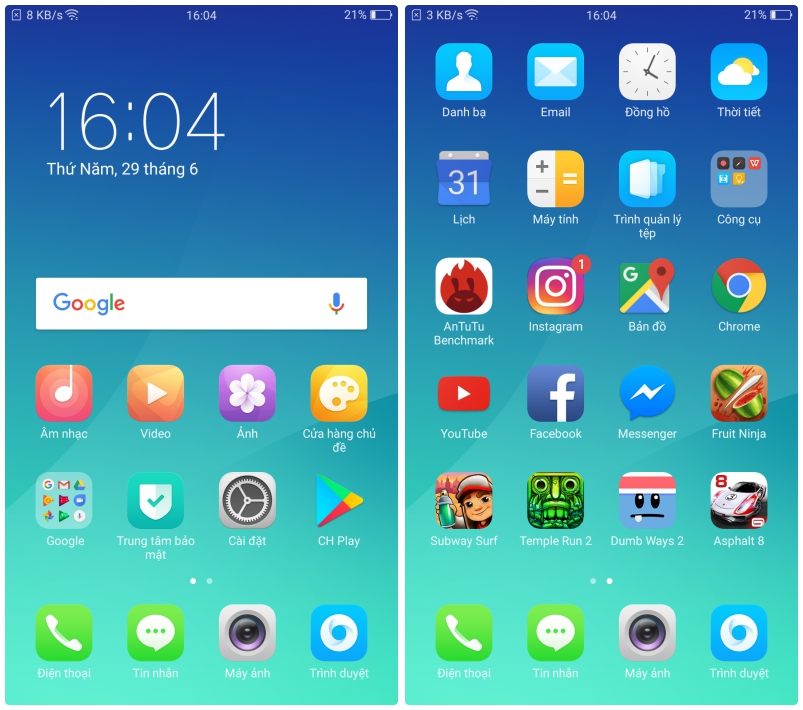 8 KB/s 16:04 21%
16:04
Thứ Năm, 29 tháng 6
Google
Âm nhạc Video Ảnh Cửa hàng chủ
đề
Google Trung tâm bảo Cài đặt CH Play
mật
Điện thoại Tin nhắn Máy ảnh Trình duyệt
3 KB/s 16:04 21%
Danh bạ Email Đồng hồ Thời tiết
31
Lịch Máy tính Trình quản lý Công cụ
tệp
1
AnTuTu Instagram Bản đồ Chrome
Benchmark
YouTube Facebook Messenger Fruit Ninja
8
Subway Surf Temple Run 2 Dumb Ways 2 Asphalt 8
Điện thoại Tin nhắn Máy ảnh Trình duyệt